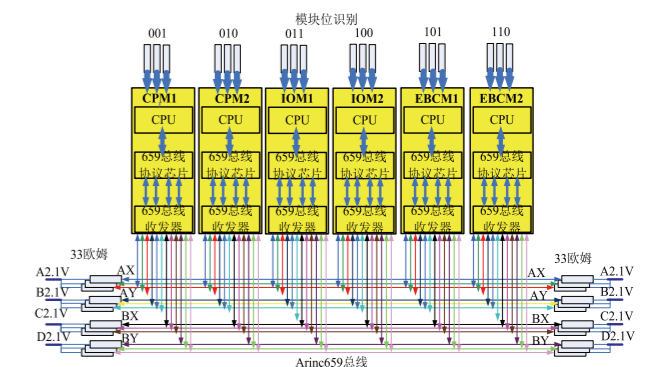 模块位识别
001 010 011 100 101 110
CPM1 CPM2 IOM1 IOM2 EBCM1 EBCM2
CPU CPU CPU CPU CPU CPU
659总线 659总线 659总线 659总线 659总线 659总线
协议芯片 协议芯片 协议芯片 协议芯片 协议芯片 协议芯片
659总线 659总线 659总线 659总线 659总线 659总线
收发器 收发器 收发器 收发器 收发器 收发器
33欧姆 33欧姆
A2.1V AX AX A2.1V
B2.1V AY AY B2.1V
C2.1V BX BX C2.1V
D2.1V BY BY D2.1V
Arinc659总线